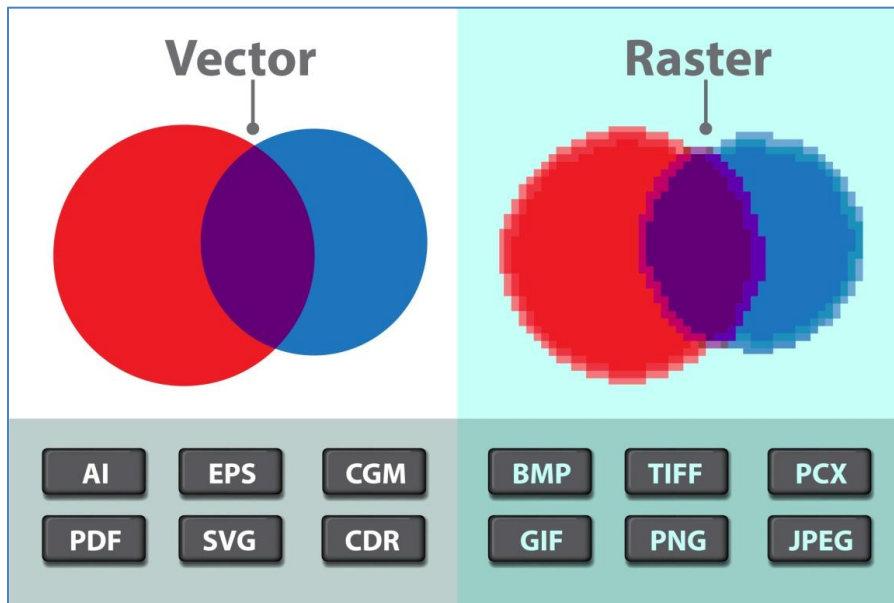 Vector
Raster
AI EPS CGM
PDF SVG CDR
BMP TIFF PCX
GIF PNG JPEG